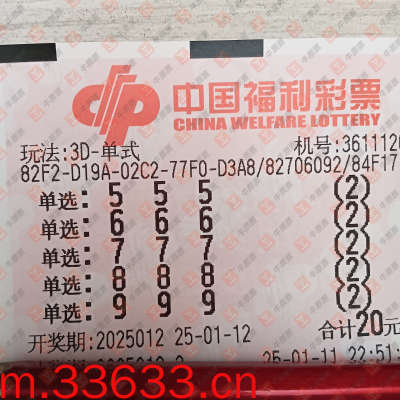 中国福利彩票
CHINA WELFARE LOTTERY
玩法:3D-单式 机号:3611120
82F2-D19A-02C2-77F0-D3A8/82706092/84F17
单选: 5 5 5 (2)
单选: 6 6 6 (2)
单选: 7 7 7 (2)
单选: 8 8 8 (2)
单选: 9 9 9 (2)
开奖期:2025012 25-01-12 合计20元
25-01-11 22:51:
m.33633.cn